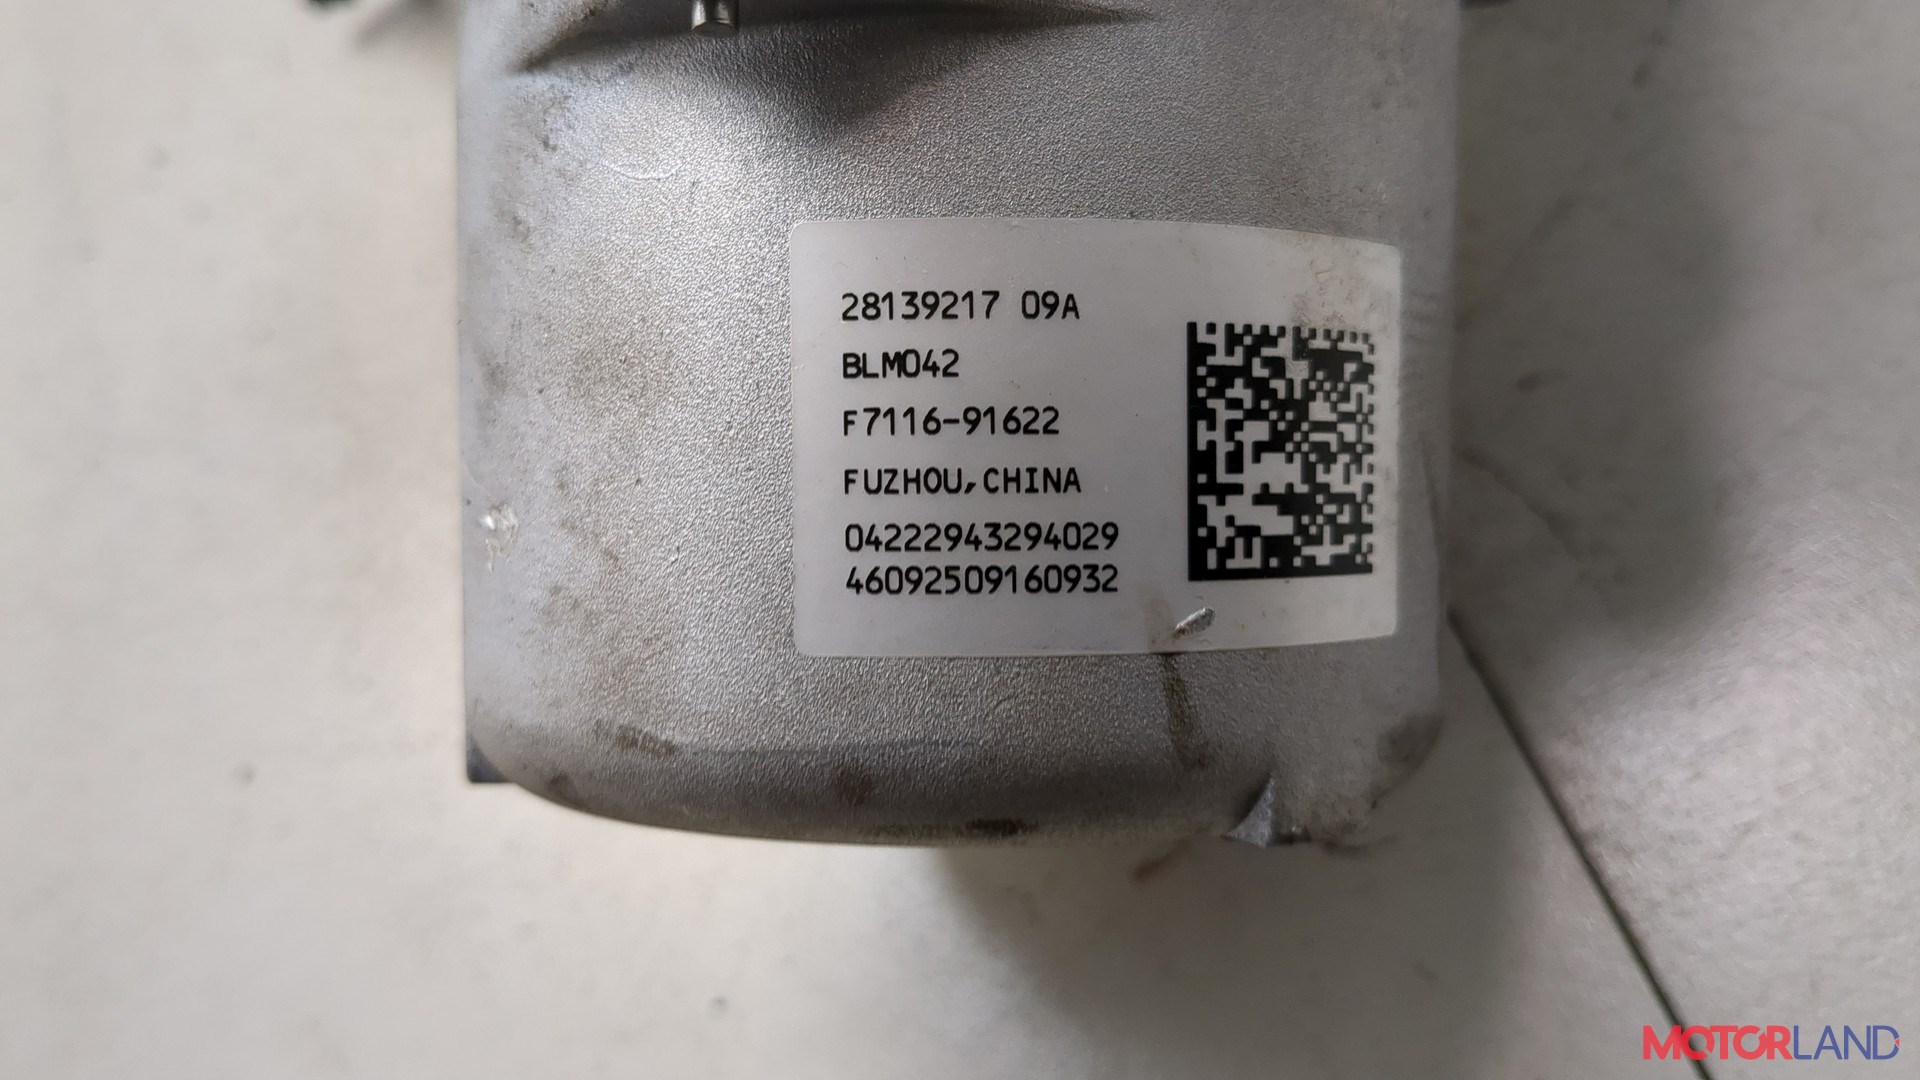 28139217 09A
BLM042
F7116-91622
FUZHOU,CHINA
04222943294029
46092509160932
MOTORLAND